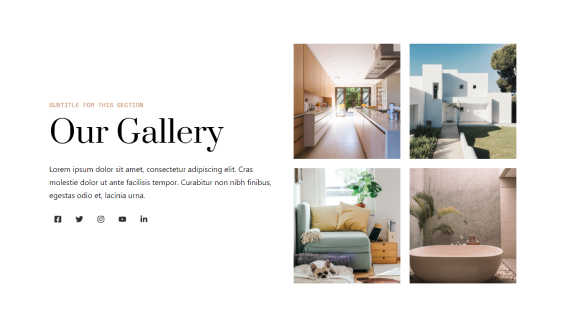 SUBTITLE FOR THIS SECTION
Our Gallery
Lorem ipsum dolor sit amet, consectetur adipiscing elit. Cras
molestie dolor ut ante facilisis tempor. Curabitur non nibh finibus,
egestas odio et, lacinia urna.